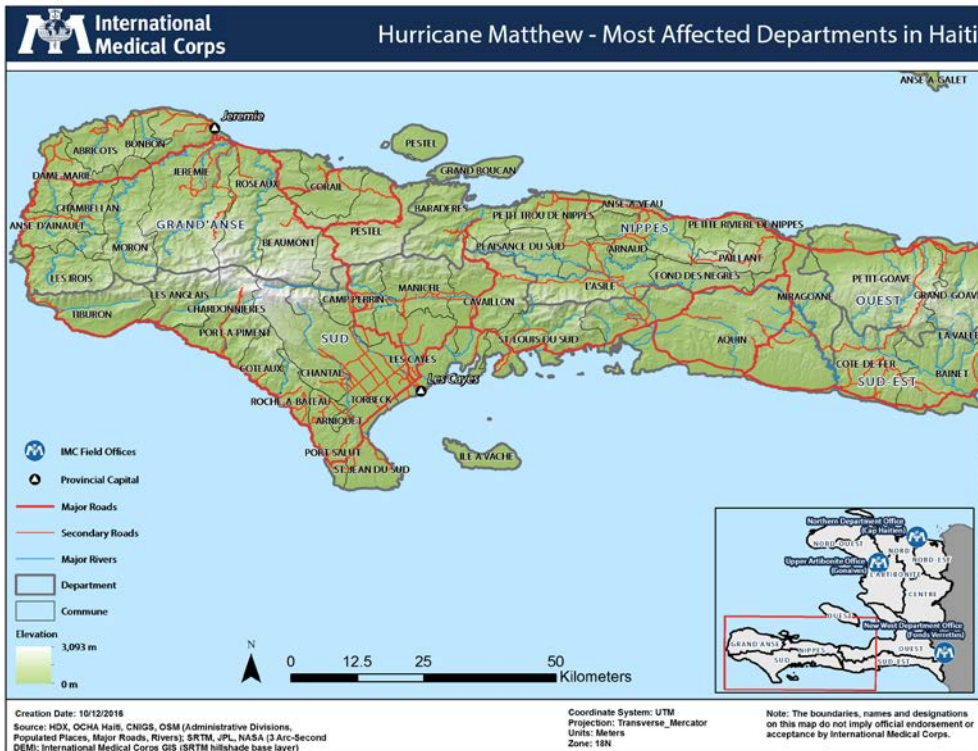 International
Medical Corps
Hurricane Matthew - Most Affected Departments in Haiti
ANSE-A-GALET
Jeremie
PESTEL
ABRICOTS
BONBON
GRAND BOUCAN
DAME-MARIE
JEREMIE
ROSEAUX
CORAIL
CHAMBELLAN
BARADERES
ANSE-A-VEAU
PETIT TROU DE NIPPES
ANSE D'AINAULT
GRAND'ANSE
PESTEL
NIPPES
PETITE RIVIERE DE NIPPES
MORON
BEAUMONT
PLAISANCE DU SUD
ARNAUD
PAILLANT
LES IROIS
FOND DES NEGRES
PETIT-GOAVE
MANICHE
L'ASILE
LES ANGLAIS
CAMP-PERRIN
CAVAILLON
MIRAGOANE
OUEST
GRAND-GOAVE
TIBURON
CHARDONNIERES
PORT-A-PIMENT
SUD
ST. LOUIS DU SUD
AQUIN
LA VALLE
COTEAUX
CHANTAL
LES CAYES
COTE-DE-FER
BAINET
Les Cayes
SUD-EST
ROCHE-A-BATEAU
TORBECK
ARNIQUET
PORT-SALUT
ST. JEAN DU SUD
ILE A VACHE
IMC Field Offices
Provincial Capital
Major Roads
Secondary Roads
Major Rivers
Department
Commune
Elevation
3,093 m
0 m
N
0 12.5 25 50
Kilometers
Northern Department Office
(Cap Haitien)
NORD-OUEST
NORD
NORD-EST
Upper Artibonite Office
(Gonaives)
L'ARTIBONITE
CENTRE
OUEST
New West Department Office
(Fonds Verrettes)
GRAND'ANSE
NIPPES
OUEST
SUD
SUD-EST
Creation Date: 10/12/2016
Source: HDX, OCHA Haiti, CNIGS, OSM (Administrative Divisions,
Populated Places, Major Roads, Rivers); SRTM, JPL, NASA (3 Arc-Second
DEM); International Medical Corps GIS (SRTM hillshade base layer)
Coordinate System: UTM
Projection: Transverse_Mercator
Units: Meters
Zone: 18N
Note: The boundaries, names and designations
on this map do not imply official endorsement or
acceptance by International Medical Corps.